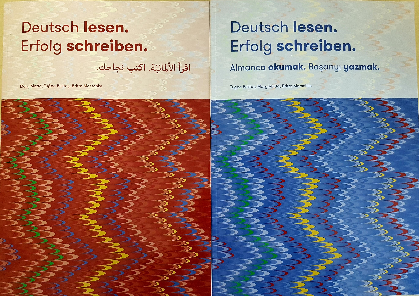 Deutsch lesen.
Erfolg schreiben.
اقرأ الألمانية. اكتب نجاحك.
Deutsch lesen.
Erfolg schreiben.
Almanca okumak. Başarıyı yazmak.